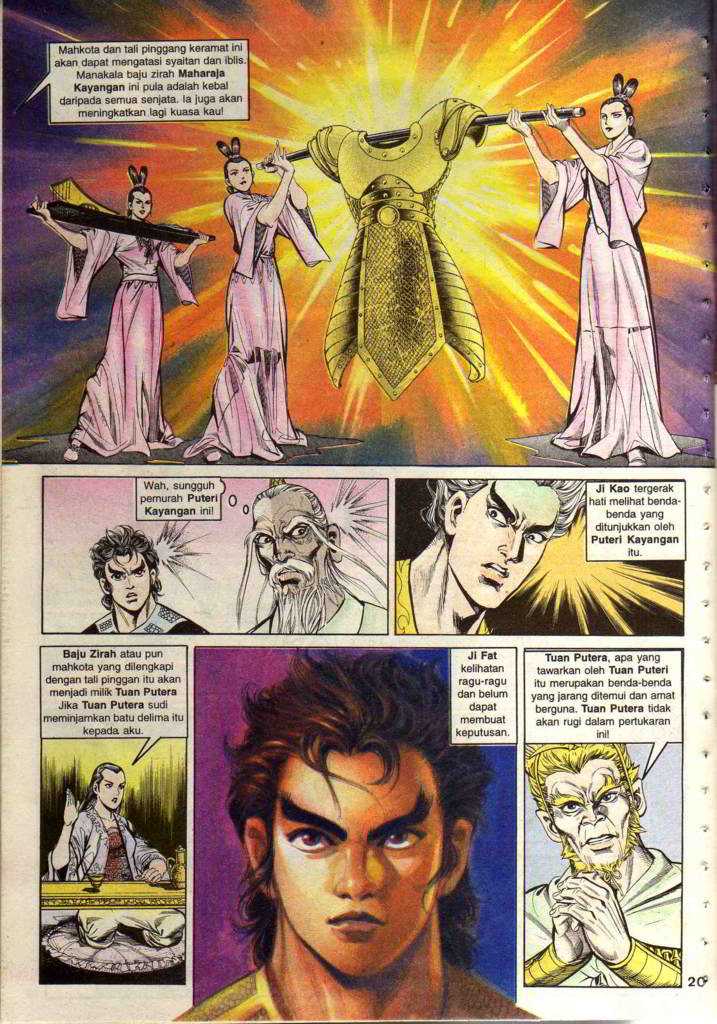 Mahkota dan tali pinggang keramat ini
akan dapat mengatasi syaitan dan iblis.
Manakala baju zirah Maharaja
Kayangan ini pula adalah kebal
daripada semua senjata. Ia juga akan
meningkatkan lagi kuasa kau!
Wah, sungguh
pemurah Puteri
Kayangan ini!
Ji Kao tergerak
hati melihat benda-
benda yang
ditunjukkan oleh
Puteri Kayangan
itu.
Baju Zirah atau pun
mahkota yang dilengkapi
dengan tali pinggan itu akan
menjadi milik Tuan Putera
Jika Tuan Putera sudi
meminjamkan batu delima itu
kepada aku.
Ji Fat
kelihatan
ragu-ragu
dan belum
dapat
membuat
keputusan.
Tuan Putera, apa yang
tawarkan oleh Tuan Puteri
itu merupakan benda-benda
yang jarang ditemui dan amat
berguna. Tuan Putera tidak
akan rugi dalam pertukaran
ini!
20